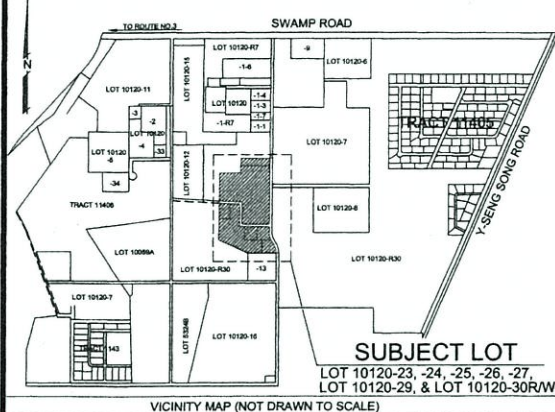 TO ROUTE NO.3
SWAMP ROAD
N
LOT 10120-11
LOT 10120-15
LOT 10120-R7
-1-6
-9
LOT 10120-6
-3
-2
LOT 10120
-4
-33
LOT 10120
-5
-34
LOT 10120
-1-4
-1-3
-1-7
-1-1
-1-R7
TRACT 11405
LOT 10120-7
LOT 10120-12
Y-SENG SONG ROAD
TRACT 11406
LOT 10120-8
LOT 10089A
LOT 10120-R30
-13
LOT 10120-R30
LOT 10120-7
LOT 5324B
LOT 10120-16
SUBJECT LOT
LOT 10120-23, -24, -25, -26, -27,
LOT 10120-29, & LOT 10120-30R/W
VICINITY MAP (NOT DRAWN TO SCALE)